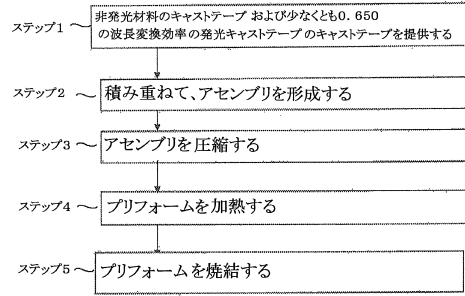 ステップ1
非発光材料のキャストテープ および少なくとも0.650
の波長変換効率の発光キャストテープのキャストテープを提供する
ステップ2
積み重ねて、アセンブリを形成する
ステップ3
アセンブリを圧縮する
ステップ4
プリフォームを加熱する
ステップ5
プリフォームを焼結する